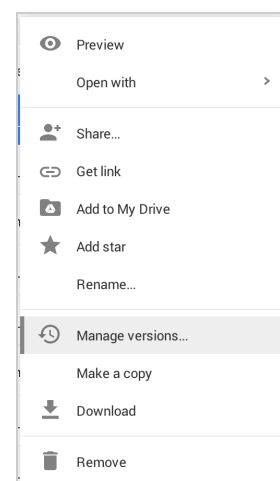 Preview
Open with
Share...
Get link
Add to My Drive
Add star
Rename...
Manage versions...
Make a copy
Download
Remove